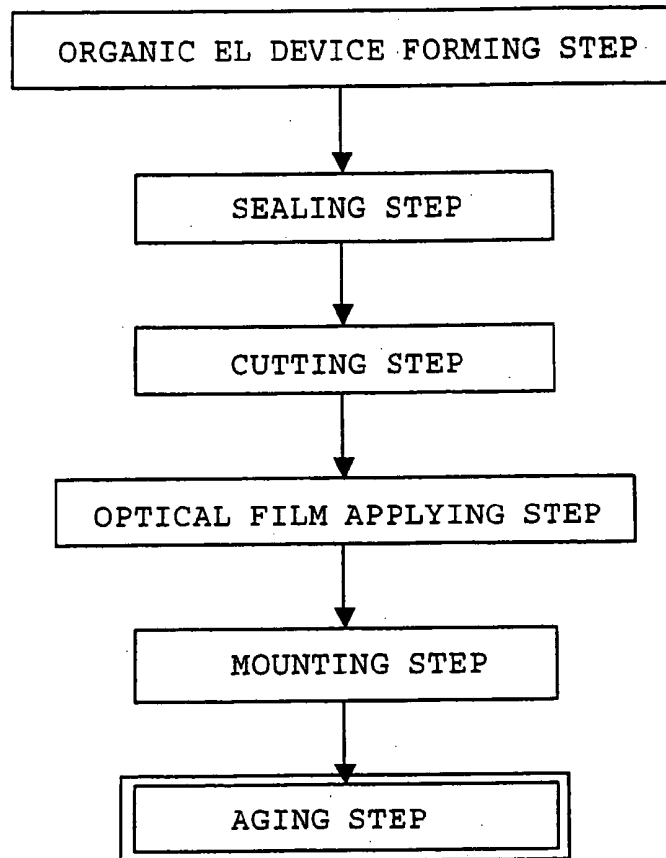 ORGANIC EL DEVICE FORMING STEP
SEALING STEP
CUTTING STEP
OPTICAL FILM APPLYING STEP
MOUNTING STEP
AGING STEP